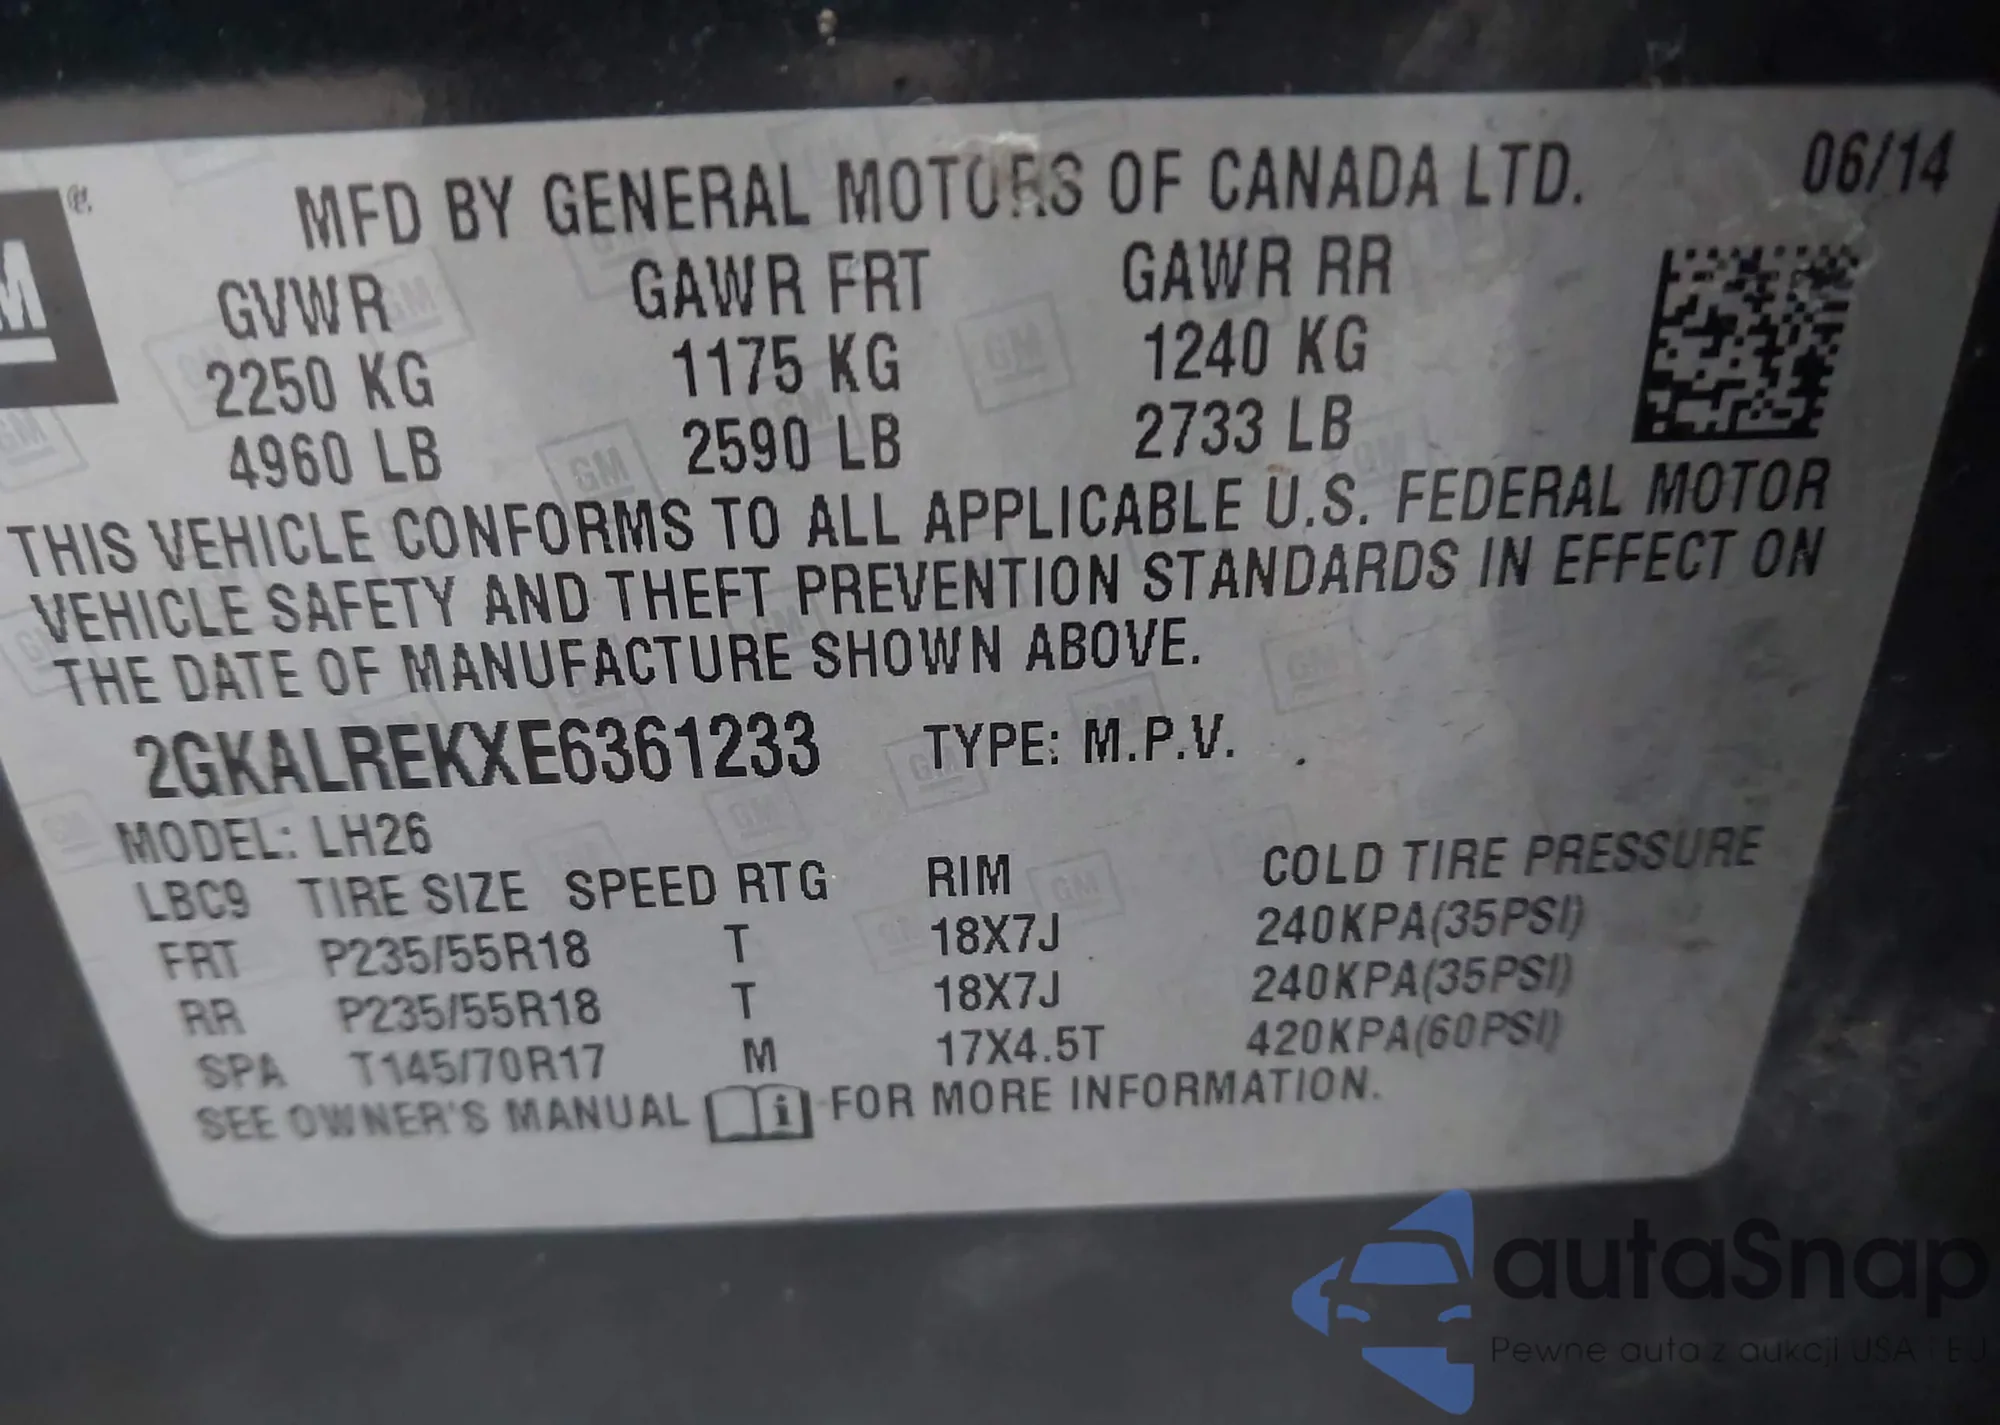 MFD BY GENERAL MOTORS OF CANADA LTD. 06/14
GM
GVWR GAWR FRT GAWR RR
2250 KG 1175 KG 1240 KG
4960 LB 2590 LB 2733 LB
THIS VEHICLE CONFORMS TO ALL APPLICABLE U.S. FEDERAL MOTOR
VEHICLE SAFETY AND THEFT PREVENTION STANDARDS IN EFFECT ON
THE DATE OF MANUFACTURE SHOWN ABOVE.
2GKALREKXE6361233 TYPE: M.P.V.
MODEL: LH26
LBC9 TIRE SIZE SPEED RTG RIM COLD TIRE PRESSURE
FRT P235/55R18 T 18X7J 240KPA(35PSI)
RR P235/55R18 T 18X7J 240KPA(35PSI)
SPA T145/70R17 M 17X4.5T 420KPA(60PSI)
SEE OWNER'S MANUAL i FOR MORE INFORMATION.
autaSnap
Pewne auta z aukcji USA i EU